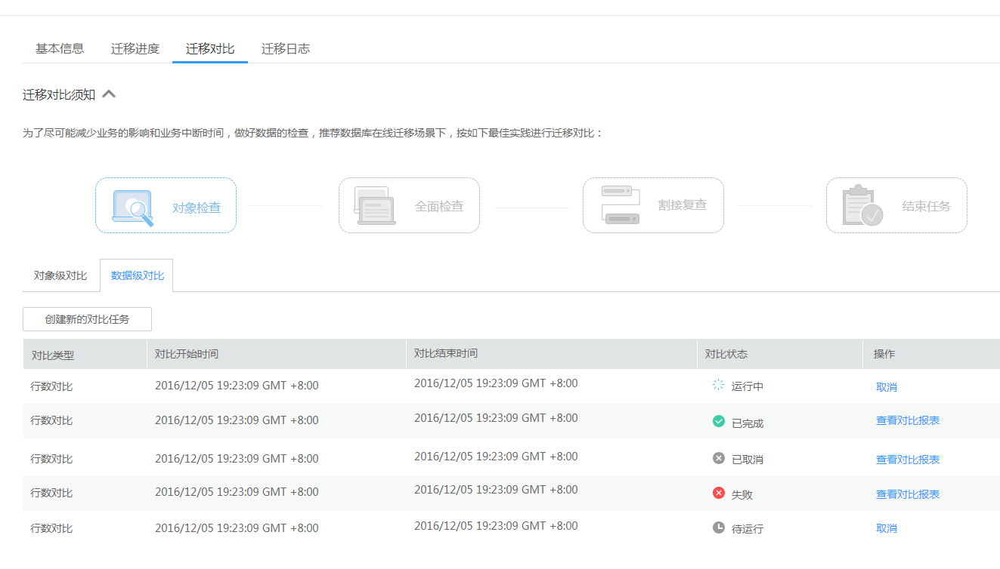 基本信息 迁移进度 迁移对比 迁移日志
迁移对比须知
为了尽可能减少业务的影响和业务中断时间，做好数据的检查，推荐数据库在线迁移场景下，按如下最佳实践进行迁移对比：
对象检查 全面检查 割接复查 结束任务
对象级对比 数据级对比
创建新的对比任务
对比类型 对比开始时间 对比结束时间 对比状态 操作
行数对比 2016/12/05 19:23:09 GMT +8:00 2016/12/05 19:23:09 GMT +8:00 运行中 取消
行数对比 2016/12/05 19:23:09 GMT +8:00 2016/12/05 19:23:09 GMT +8:00 已完成 查看对比报表
行数对比 2016/12/05 19:23:09 GMT +8:00 2016/12/05 19:23:09 GMT +8:00 已取消 查看对比报表
行数对比 2016/12/05 19:23:09 GMT +8:00 2016/12/05 19:23:09 GMT +8:00 失败 查看对比报表
行数对比 2016/12/05 19:23:09 GMT +8:00 2016/12/05 19:23:09 GMT +8:00 待运行 取消